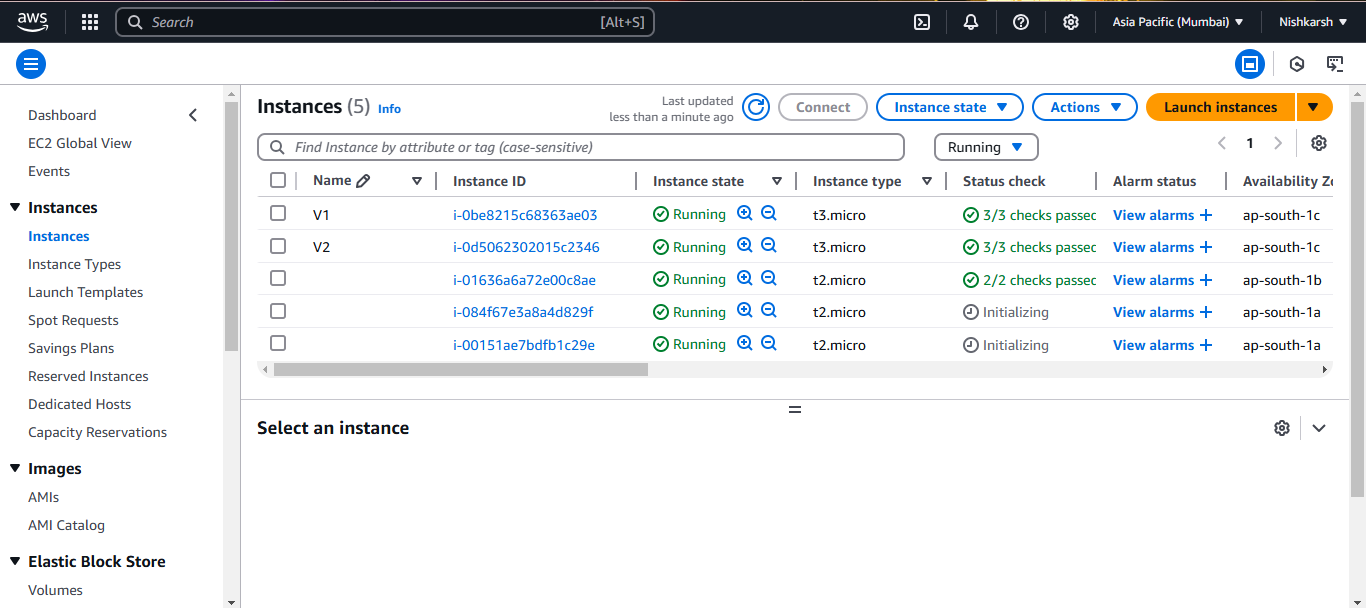 aws Search [Alt+S] Asia Pacific (Mumbai) Nishkarsh
Dashboard
EC2 Global View
Events
Instances
Instances
Instance Types
Launch Templates
Spot Requests
Savings Plans
Reserved Instances
Dedicated Hosts
Capacity Reservations
Images
AMIs
AMI Catalog
Elastic Block Store
Volumes
Instances (5) Info
Last updated
less than a minute ago
Connect Instance state Actions Launch instances
Find Instance by attribute or tag (case-sensitive) Running 1
Name Instance ID Instance state Instance type Status check Alarm status Availability Zo
V1 i-0be8215c68363ae03 Running t3.micro 3/3 checks passed View alarms + ap-south-1c
V2 i-0d5062302015c2346 Running t3.micro 3/3 checks passed View alarms + ap-south-1c
i-01636a6a72e00c8ae Running t2.micro 2/2 checks passed View alarms + ap-south-1b
i-084f67e3a8a4d829f Running t2.micro Initializing View alarms + ap-south-1a
i-00151ae7bdfb1c29e Running t2.micro Initializing View alarms + ap-south-1a
Select an instance